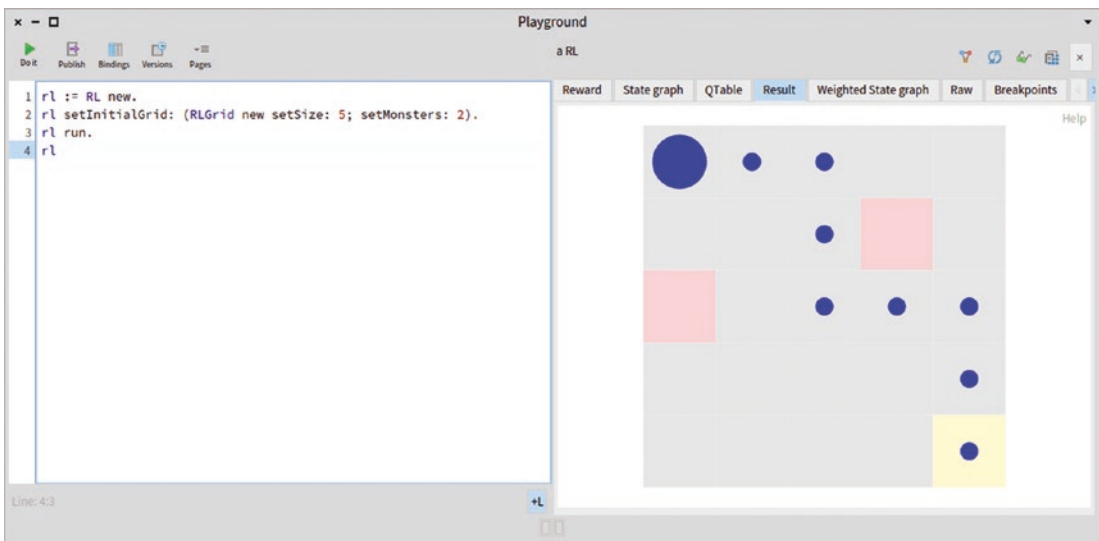 Playground
Do it Publish Bindings Versions Pages
a RL
Reward State graph QTable Result Weighted State graph Raw Breakpoints
Help
1 rl := RL new.
2 rl setInitialGrid: (RLGrid new setSize: 5; setMonsters: 2).
3 rl run.
4 rl
Line: 4:3
+L